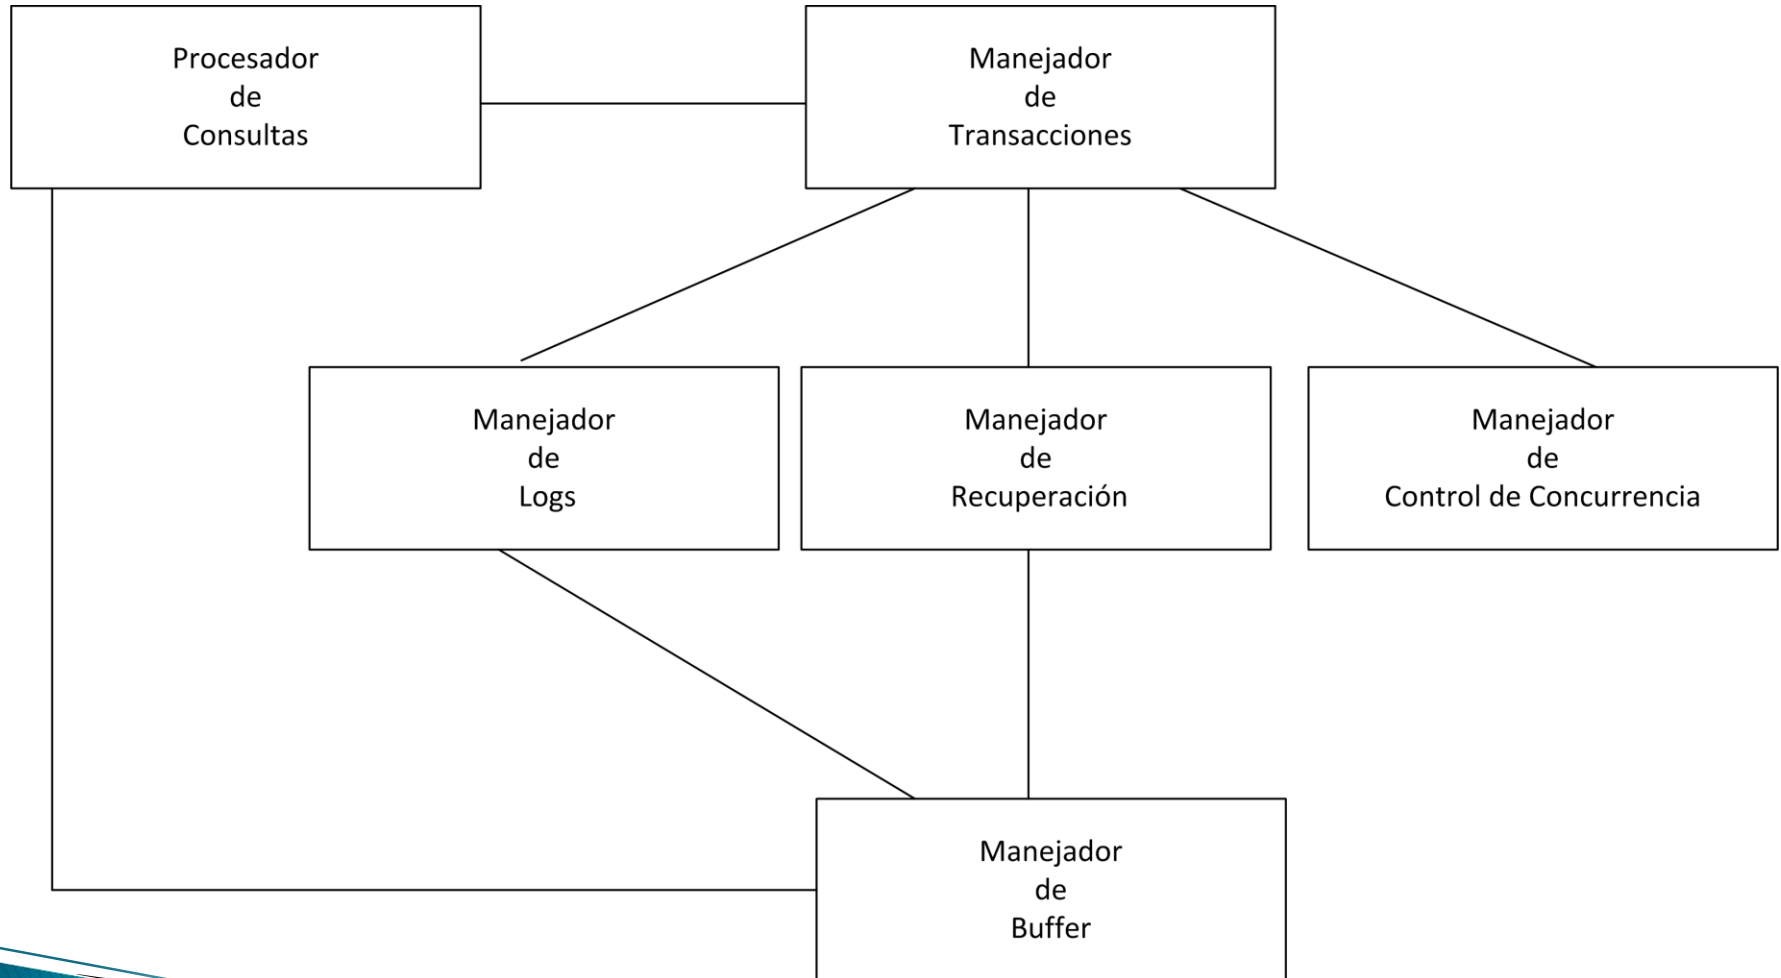 Procesador
de
Consultas
Manejador
de
Transacciones
Manejador
de
Logs
Manejador
de
Recuperación
Manejador
de
Control de Concurrencia
Manejador
de
Buffer